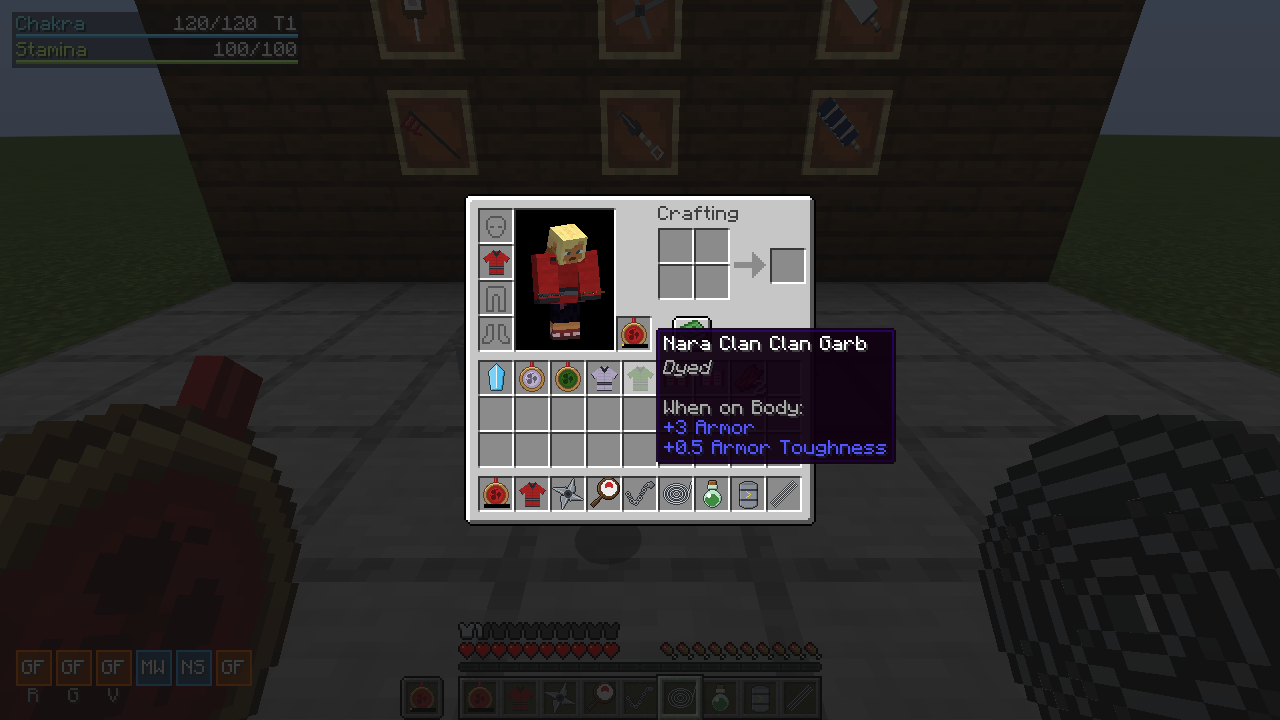 Chakra 120/120 T1
Stamina 100/100
Crafting
Nara Clan Clan Garb
Dyed
When on Body:
+3 Armor
+0.5 Armor Toughness
GF GF GF MW NS GF
R G V